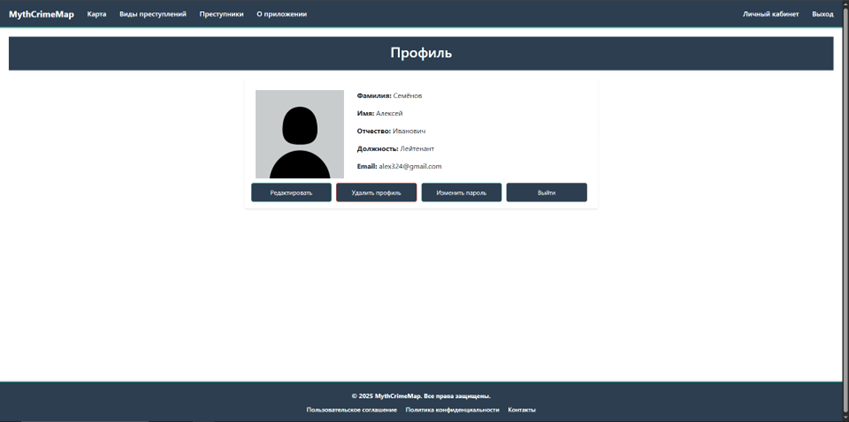 MythCrimeMap Карта Виды преступлений Преступники О приложении Личный кабинет Выход
Профиль
Фамилия: Семёнов
Имя: Алексей
Отчество: Иванович
Должность: Лейтенант
Email: alex324@gmail.com
Редактировать Удалить профиль Изменить пароль Выйти
© 2025 MythCrimeMap. Все права защищены.
Пользовательское соглашение Политика конфиденциальности Контакты